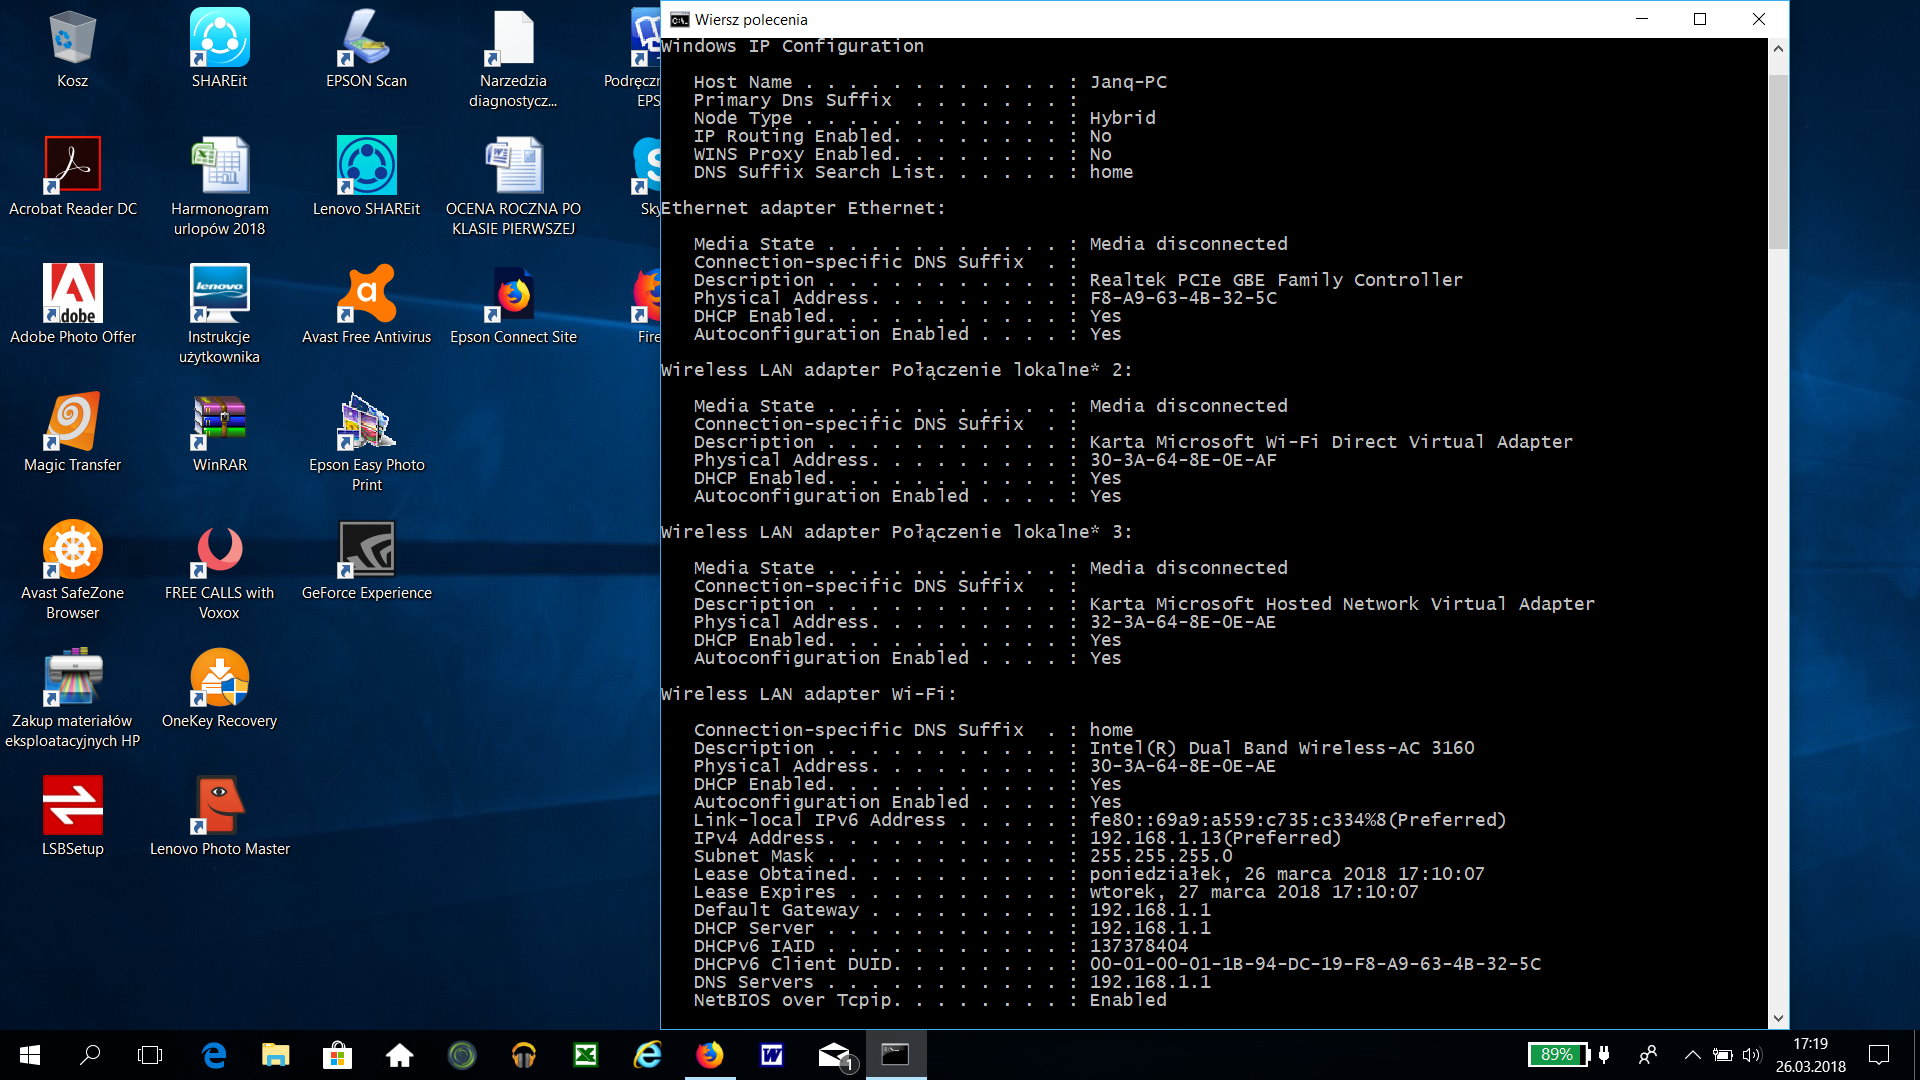 Kosz
SHAREit
EPSON Scan
Narzedzia
diagnostycz...
Podręczn
EPS
Acrobat Reader DC
Harmonogram
urlopów 2018
Lenovo SHAREit
OCENA ROCZNA PO
KLASIE PIERWSZEJ
Sky
Adobe Photo Offer
Instrukcje
użytkownika
Avast Free Antivirus
Epson Connect Site
Fire
Magic Transfer
WinRAR
Epson Easy Photo
Print
Avast SafeZone
Browser
FREE CALLS with
Voxox
GeForce Experience
Zakup materiałów
eksploatacyjnych HP
OneKey Recovery
LSBSetup
Lenovo Photo Master
Adobe
lenovo
Wiersz polecenia
Windows IP Configuration
Host Name . . . . . . . . . . . . : Janq-PC
Primary Dns Suffix  . . . . . . . :
Node Type . . . . . . . . . . . . : Hybrid
IP Routing Enabled. . . . . . . . : No
WINS Proxy Enabled. . . . . . . . : No
DNS Suffix Search List. . . . . . : home
Ethernet adapter Ethernet:
Media State . . . . . . . . . . . : Media disconnected
Connection-specific DNS Suffix  . :
Description . . . . . . . . . . . : Realtek PCIe GBE Family Controller
Physical Address. . . . . . . . . : F8-A9-63-4B-32-5C
DHCP Enabled. . . . . . . . . . . : Yes
Autoconfiguration Enabled . . . . : Yes
Wireless LAN adapter Połączenie lokalne* 2:
Media State . . . . . . . . . . . : Media disconnected
Connection-specific DNS Suffix  . :
Description . . . . . . . . . . . : Karta Microsoft Wi-Fi Direct Virtual Adapter
Physical Address. . . . . . . . . : 30-3A-64-8E-0E-AF
DHCP Enabled. . . . . . . . . . . : Yes
Autoconfiguration Enabled . . . . : Yes
Wireless LAN adapter Połączenie lokalne* 3:
Media State . . . . . . . . . . . : Media disconnected
Connection-specific DNS Suffix  . :
Description . . . . . . . . . . . : Karta Microsoft Hosted Network Virtual Adapter
Physical Address. . . . . . . . . : 32-3A-64-8E-0E-AE
DHCP Enabled. . . . . . . . . . . : Yes
Autoconfiguration Enabled . . . . : Yes
Wireless LAN adapter Wi-Fi:
Connection-specific DNS Suffix  . : home
Description . . . . . . . . . . . : Intel(R) Dual Band Wireless-AC 3160
Physical Address. . . . . . . . . : 30-3A-64-8E-0E-AE
DHCP Enabled. . . . . . . . . . . : Yes
Autoconfiguration Enabled . . . . : Yes
Link-local IPv6 Address . . . . . : fe80::69a9:a559:c735:c334%8(Preferred)
IPv4 Address. . . . . . . . . . . : 192.168.1.13(Preferred)
Subnet Mask . . . . . . . . . . . : 255.255.255.0
Lease Obtained. . . . . . . . . . : poniedziałek, 26 marca 2018 17:10:07
Lease Expires . . . . . . . . . . : wtorek, 27 marca 2018 17:10:07
Default Gateway . . . . . . . . . : 192.168.1.1
DHCP Server . . . . . . . . . . . : 192.168.1.1
DHCPv6 IAID . . . . . . . . . . . : 137378404
DHCPv6 Client DUID. . . . . . . . : 00-01-00-01-1B-94-DC-19-F8-A9-63-4B-32-5C
DNS Servers . . . . . . . . . . . : 192.168.1.1
NetBIOS over Tcpip. . . . . . . . : Enabled
1
89%
17:19
26.03.2018